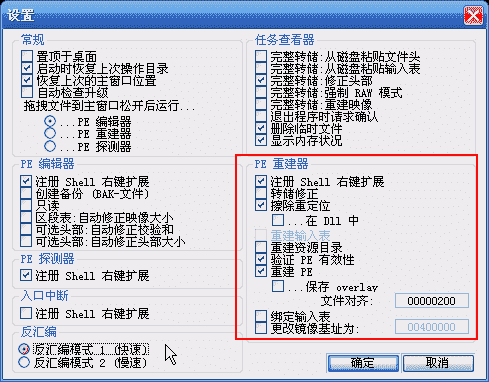 设置
常规
置顶于桌面
启动时恢复上次操作目录
恢复上次的主窗口位置
自动检查升级
拖拽文件到主窗口松开后运行...
...PE 编辑器
...PE 重建器
...PE 探测器
PE 编辑器
注册 Shell 右键扩展
创建备份 (BAK-文件)
只读
区段表:自动修正映像大小
可选头部:自动修正校验和
可选头部:自动修正头部大小
PE 探测器
注册 Shell 右键扩展
入口中断
注册 Shell 右键扩展
反汇编
反汇编模式 1 (快速)
反汇编模式 2 (慢速)
任务查看器
完整转储:从磁盘粘贴文件头
完整转储:从磁盘粘贴输入表
完整转储:修正头部
完整转储:强制 RAW 模式
完整转储:重建映像
退出程序时请求确认
删除临时文件
显示内存状况
PE 重建器
注册 Shell 右键扩展
转储修正
擦除重定位
...在 Dll 中
重建输入表
重建资源目录
验证 PE 有效性
重建 PE
...保存 overlay
文件对齐: 00000200
绑定输入表
更改镜像基址为: 00400000
确定
取消